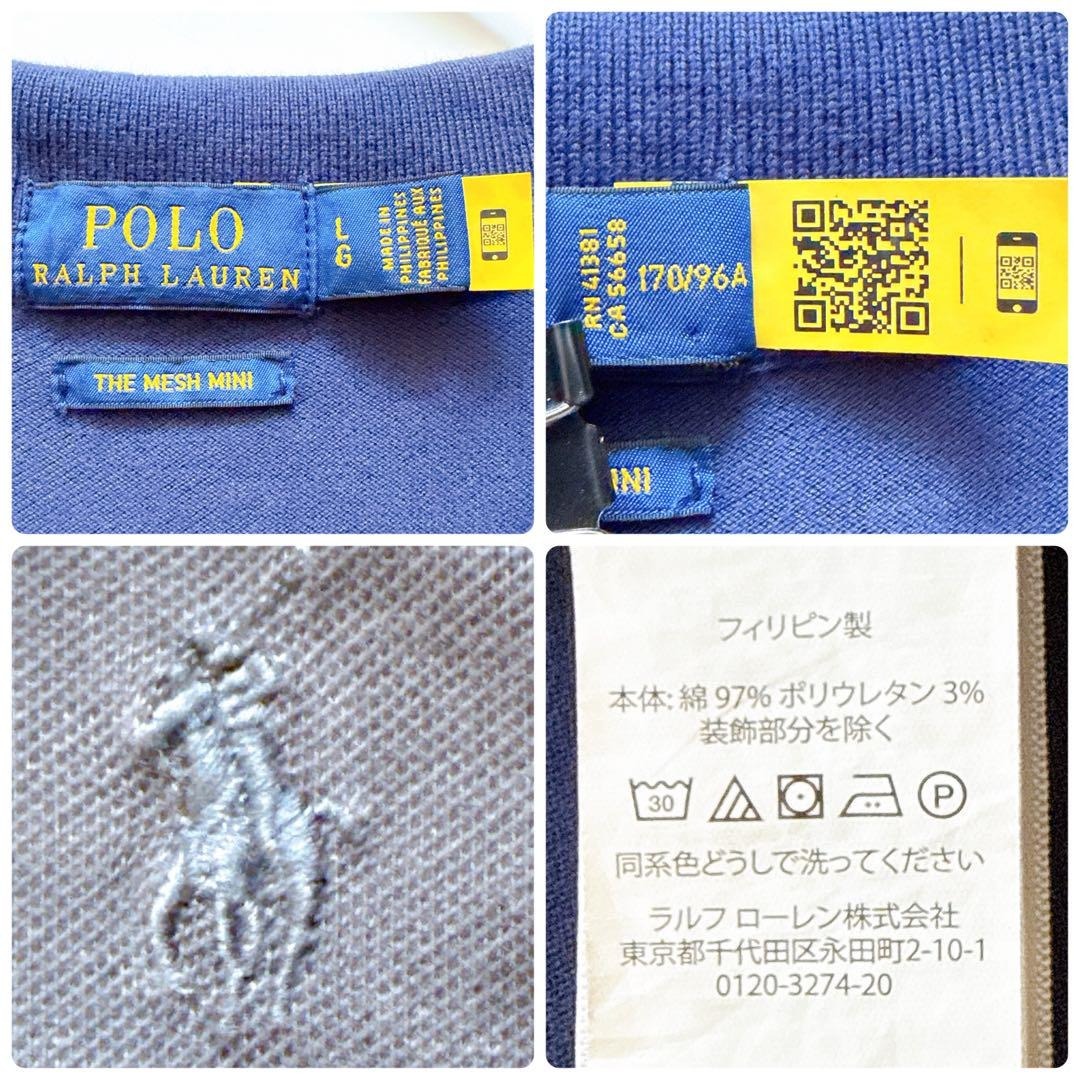 POLO
RALPH LAUREN
L
G
MADE IN
PHILIPPINES
FABRIQUÉ AUX
PHILIPPINES
THE MESH MINI
RN 41381
CA 56658
170/96A
INI
フィリピン製
本体: 綿 97% ポリウレタン 3%
装飾部分を除く
30
P
同系色どうしで洗ってください
ラルフ ローレン株式会社
東京都千代田区永田町2-10-1
0120-3274-20